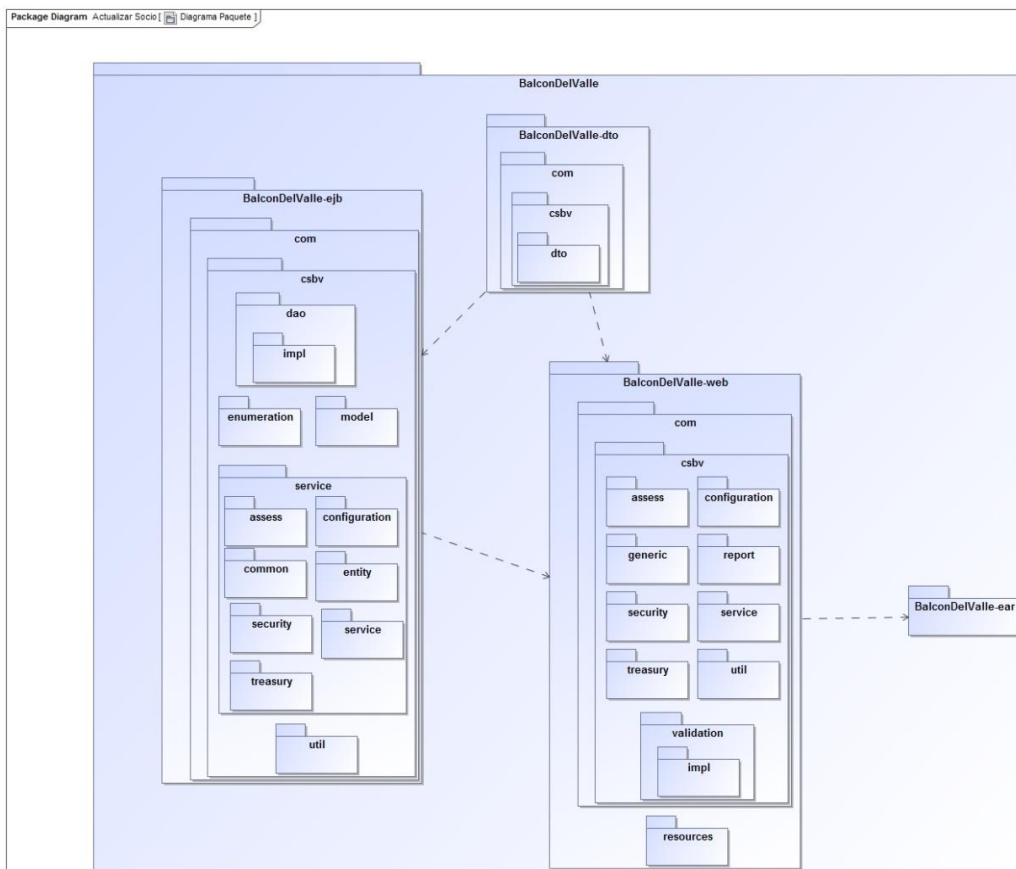 Package Diagram Actualizar Socio [ Diagrama Paquete ]
BalconDelValle
BalconDelValle-dto
com
csbv
dto
BalconDelValle-ejb
com
csbv
dao
impl
enumeration
model
service
assess
configuration
common
entity
security
service
treasury
util
BalconDelValle-web
com
csbv
assess
configuration
generic
report
security
service
treasury
util
validation
impl
resources
BalconDelValle-ear